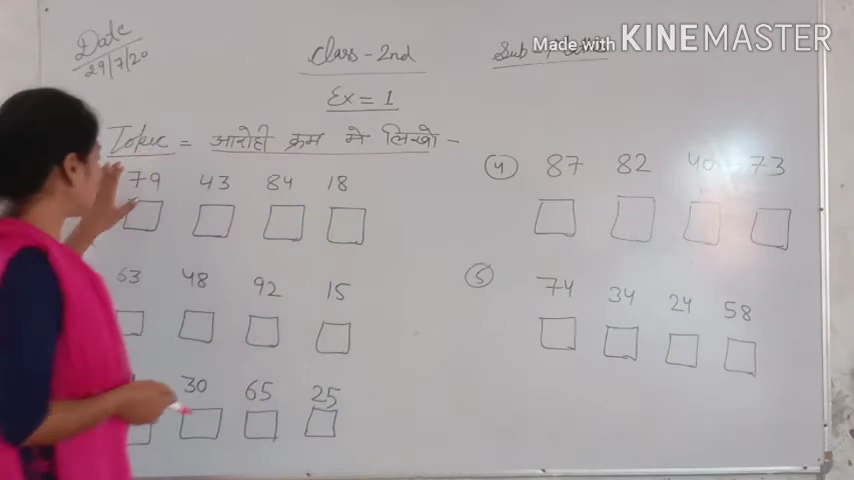 Date
29/7/20
Class-2nd
Sub-
Made with KINEMASTER
Ex = 1
Topic = आरोही क्रम मे लिखो -
79 43 84 18
63 48 92 15
30 65 25
④ 87 82 40 73
⑤ 74 34 24 58